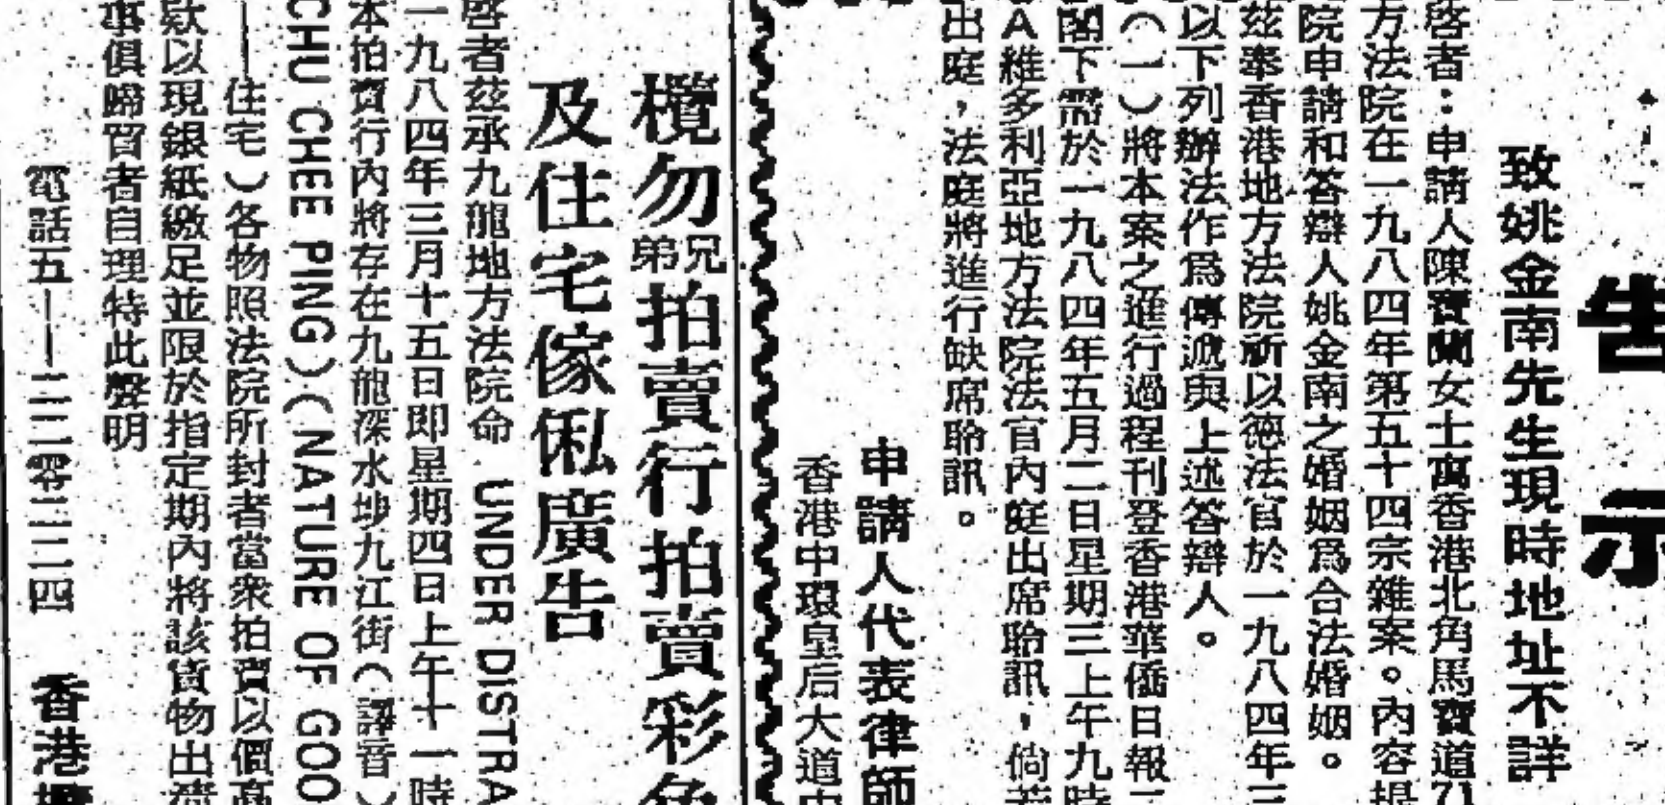 告示
致姚金南先生現時地址不詳
啓者：申請人陳寶蘭女士寓香港北角馬寶道71
方法院在一九八四年第五十四宗雜案。內容提
院申請和答辯人姚金南之婚姻爲合法婚姻。
茲奉香港地方法院所以德法官於一九八四年三
以下列辦法作爲傳遞與上述答辯人。
（一）將本案之進行過程刊登香港華僑日報二
閣下需於一九八四年五月二日星期三上午九時
A維多利亞地方法院法官內庭出席聆訊，倘若
出庭，法庭將進行缺席聆訊。
申請人代表律師
香港中環皇后大道中
欖勿兄弟拍賣行拍賣彩色
及住宅傢俬廣告
啓者茲承九龍地方法院命 UNDER DISTRA
一九八四年三月十五日即星期四日上午十一時
本拍賣行內將存在九龍深水埗九江街（譯音）
CHU CHEE PING)（NATURE OF GOO
——住宅）各物照法院所封者當衆拍賣以價高
欵以現銀紙繳足並限於指定期內將該貨物出清
事俱歸買者自理特此聲明
電話五——二二
香港欖